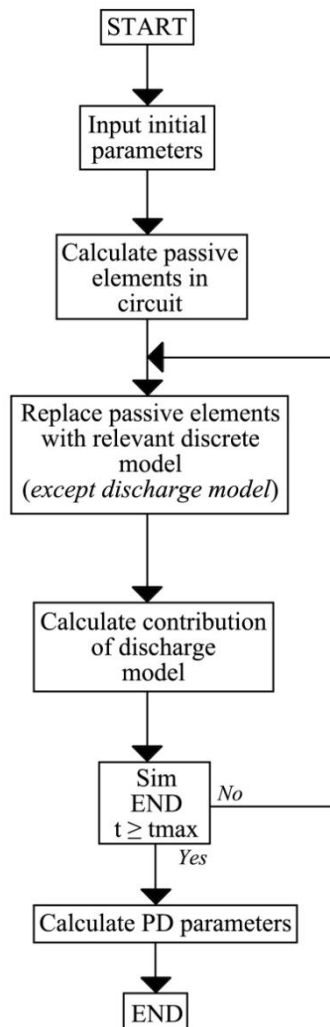 START
Input initial
parameters
Calculate passive
elements in
circuit
Replace passive elements
with relevant discrete
model
(except discharge model)
Calculate contribution
of discharge
model
Sim
END
t ≥ tmax
No
Yes
Calculate PD parameters
END